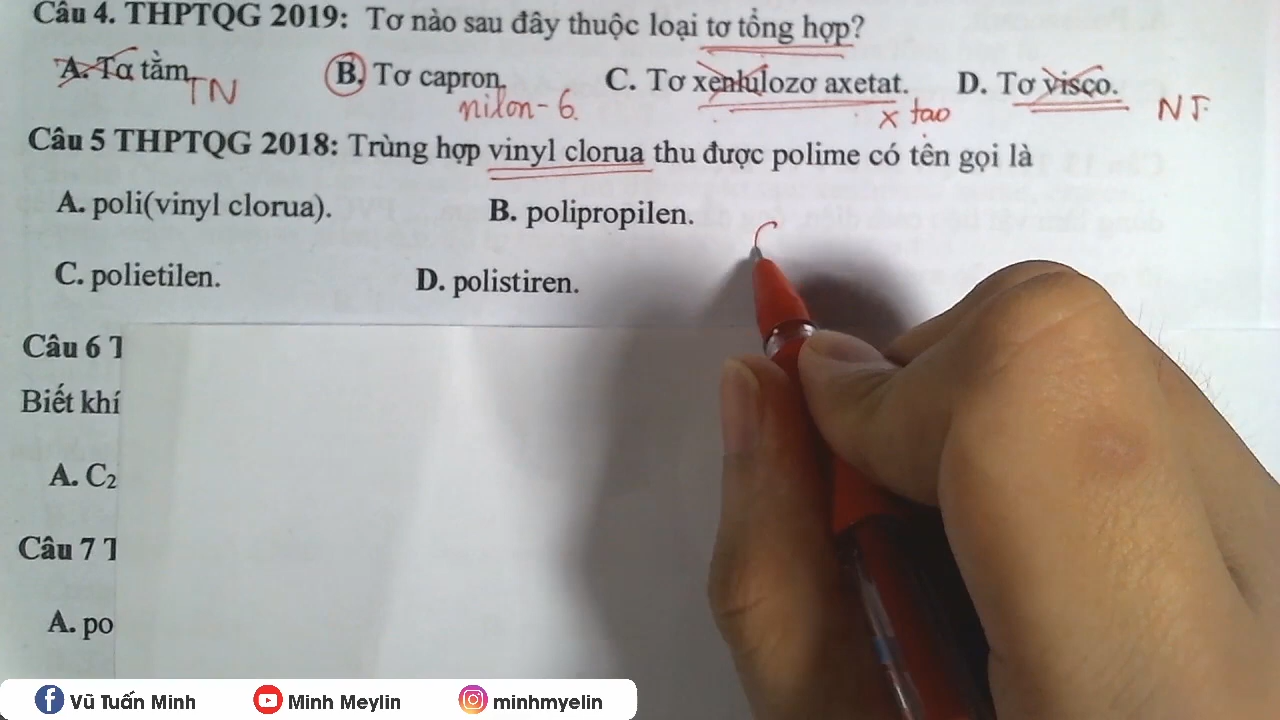 Câu 4. THPTQG 2019: Tơ nào sau đây thuộc loại tơ tổng hợp?
A. Tơ tằm. B. Tơ capron. C. Tơ xenlulozơ axetat. D. Tơ visco.
TN nilon-6. x tạo NT.
Câu 5 THPTQG 2018: Trùng hợp vinyl clorua thu được polime có tên gọi là
A. poli(vinyl clorua). B. polipropilen.
C. polietilen. D. polistiren.
Câu 6 T
Biết khí
A. C₂
Câu 7 T
A. po
Vũ Tuấn Minh Minh Meylin minhmyelin